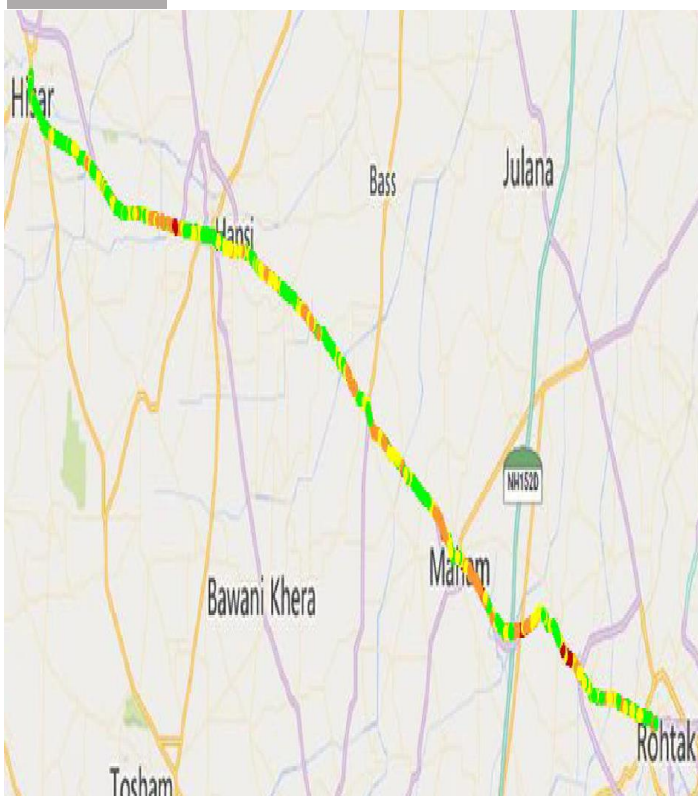 Hisar
Julana
Bass
Hansi
NH152D
Maham
Bawani Khera
Rohtak
Tosham